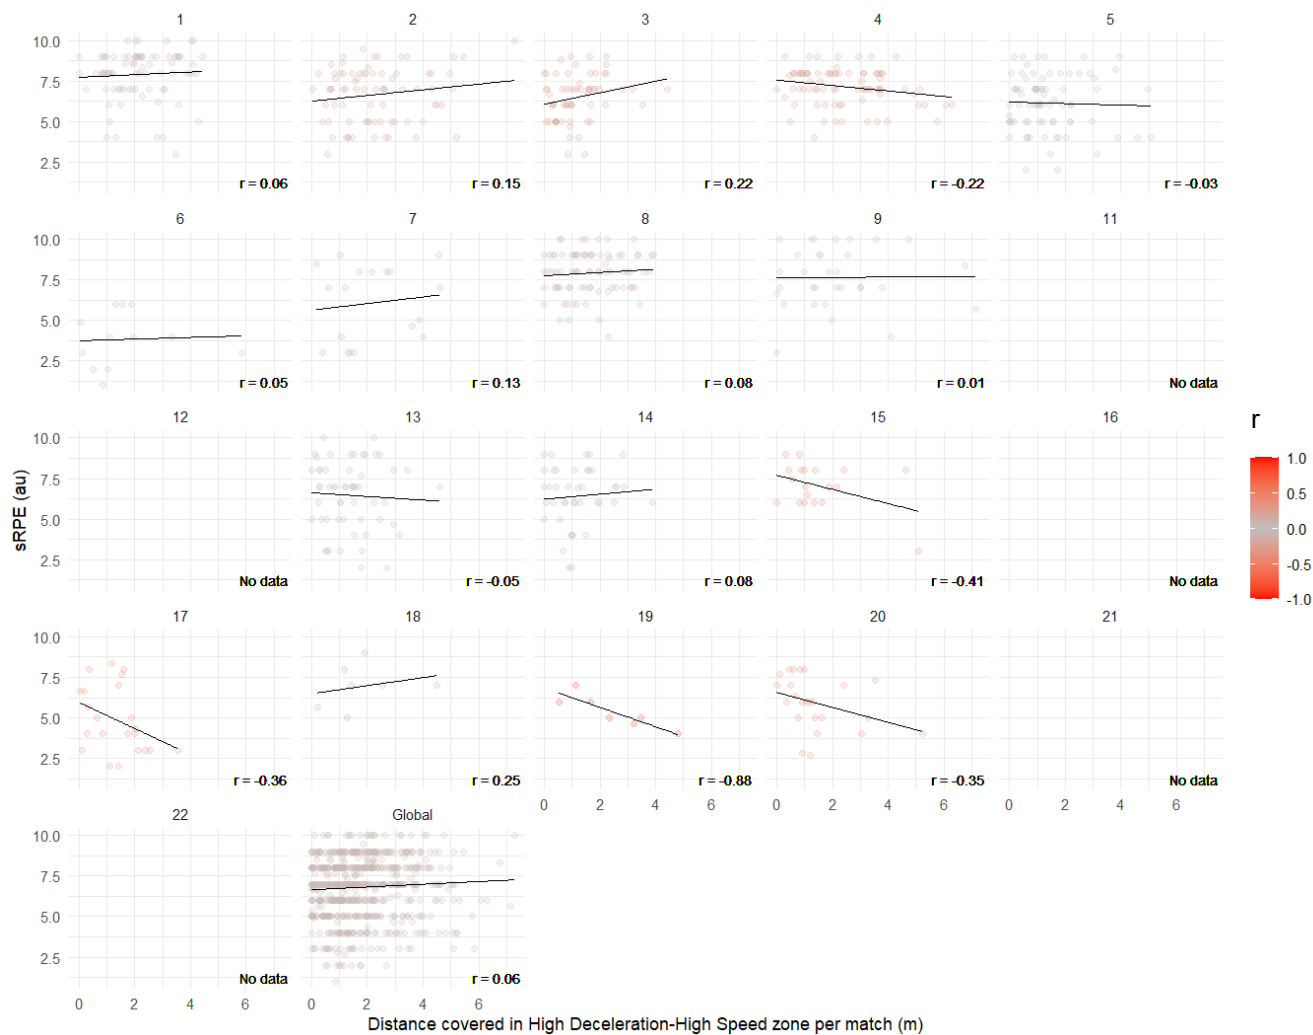 1 2 3 4 5
10.0
7.5
5.0
2.5
r = 0.06 r = 0.15 r = 0.22 r = -0.22 r = -0.03
6 7 8 9 11
10.0
7.5
5.0
2.5
r = 0.05 r = 0.13 r = 0.08 r = 0.01 No data
12 13 14 15 16
10.0
7.5
5.0
2.5
No data r = -0.05 r = 0.08 r = -0.41 No data
sRPE (au)
r
1.0
0.5
0.0
-0.5
-1.0
17 18 19 20 21
10.0
7.5
5.0
2.5
r = -0.36 r = 0.25 r = -0.88 r = -0.35 No data
0 2 4 6 0 2 4 6 0 2 4 6
22 Global
10.0
7.5
5.0
2.5
No data r = 0.06
0 2 4 6 0 2 4 6
Distance covered in High Deceleration-High Speed zone per match (m)